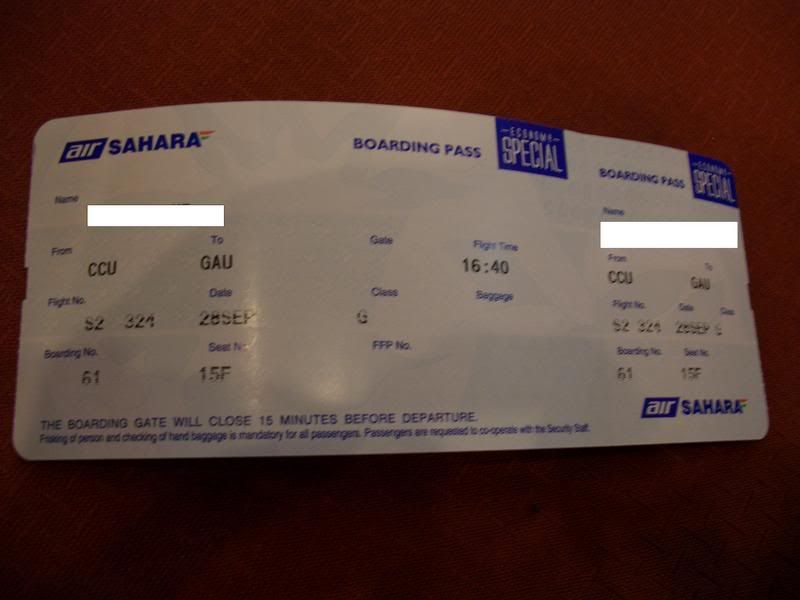 air SAHARA
BOARDING PASS
ECONOMY
SPECIAL
Name
From To Gate Flight Time
CCU GAU 16:40
Flight No. Date Class Baggage
S2 324 28SEP G
Boarding No. Seat No. FFP No.
61 15F
THE BOARDING GATE WILL CLOSE 15 MINUTES BEFORE DEPARTURE.
Frisking of person and checking of hand baggage is mandatory for all passengers. Passengers are requested to co-operate with the Security Staff.
BOARDING PASS
ECONOMY
SPECIAL
Name
From To
CCU GAU
Flight No. Date Class
S2 324 28SEP G
Boarding No. Seat No.
61 15F
air SAHARA